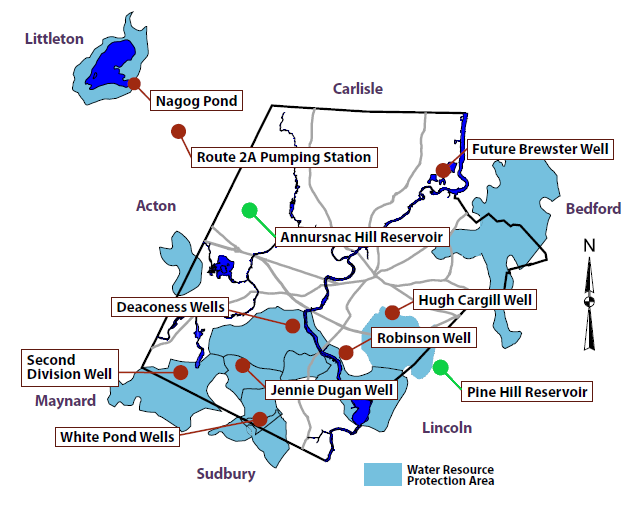 Littleton
Nagog Pond
Carlisle
Route 2A Pumping Station
Future Brewster Well
Acton
Bedford
Annursnac Hill Reservoir
N
Deaconess Wells
Hugh Cargill Well
Robinson Well
Second
Division Well
Jennie Dugan Well
Pine Hill Reservoir
Maynard
White Pond Wells
Lincoln
Sudbury
Water Resource
Protection Area